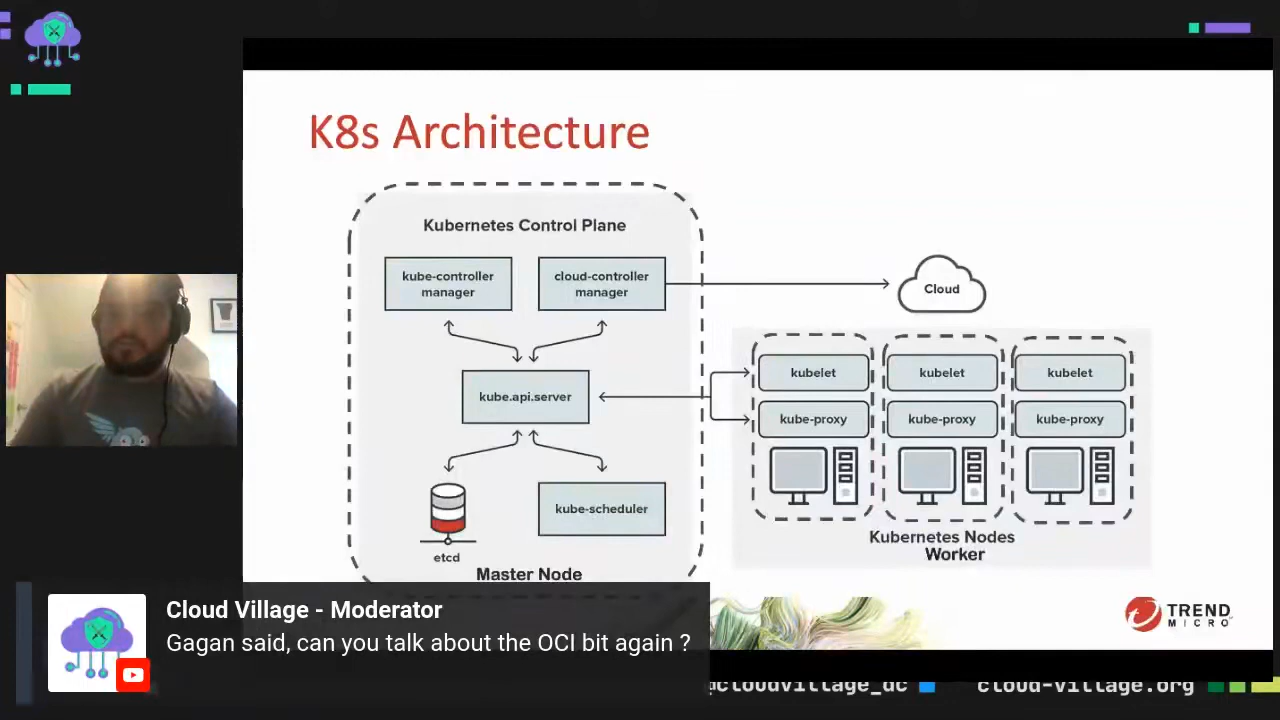 K8s Architecture
Kubernetes Control Plane
kube-controller
manager
cloud-controller
manager
Cloud
kube.api.server
kubelet
kubelet
kubelet
kube-proxy
kube-proxy
kube-proxy
etcd
kube-scheduler
Kubernetes Nodes
Worker
Master Node
TREND
MICRO
Cloud Village - Moderator
Gagan said, can you talk about the OCI bit again ?
@cloudvillage_dc
cloud-village.org